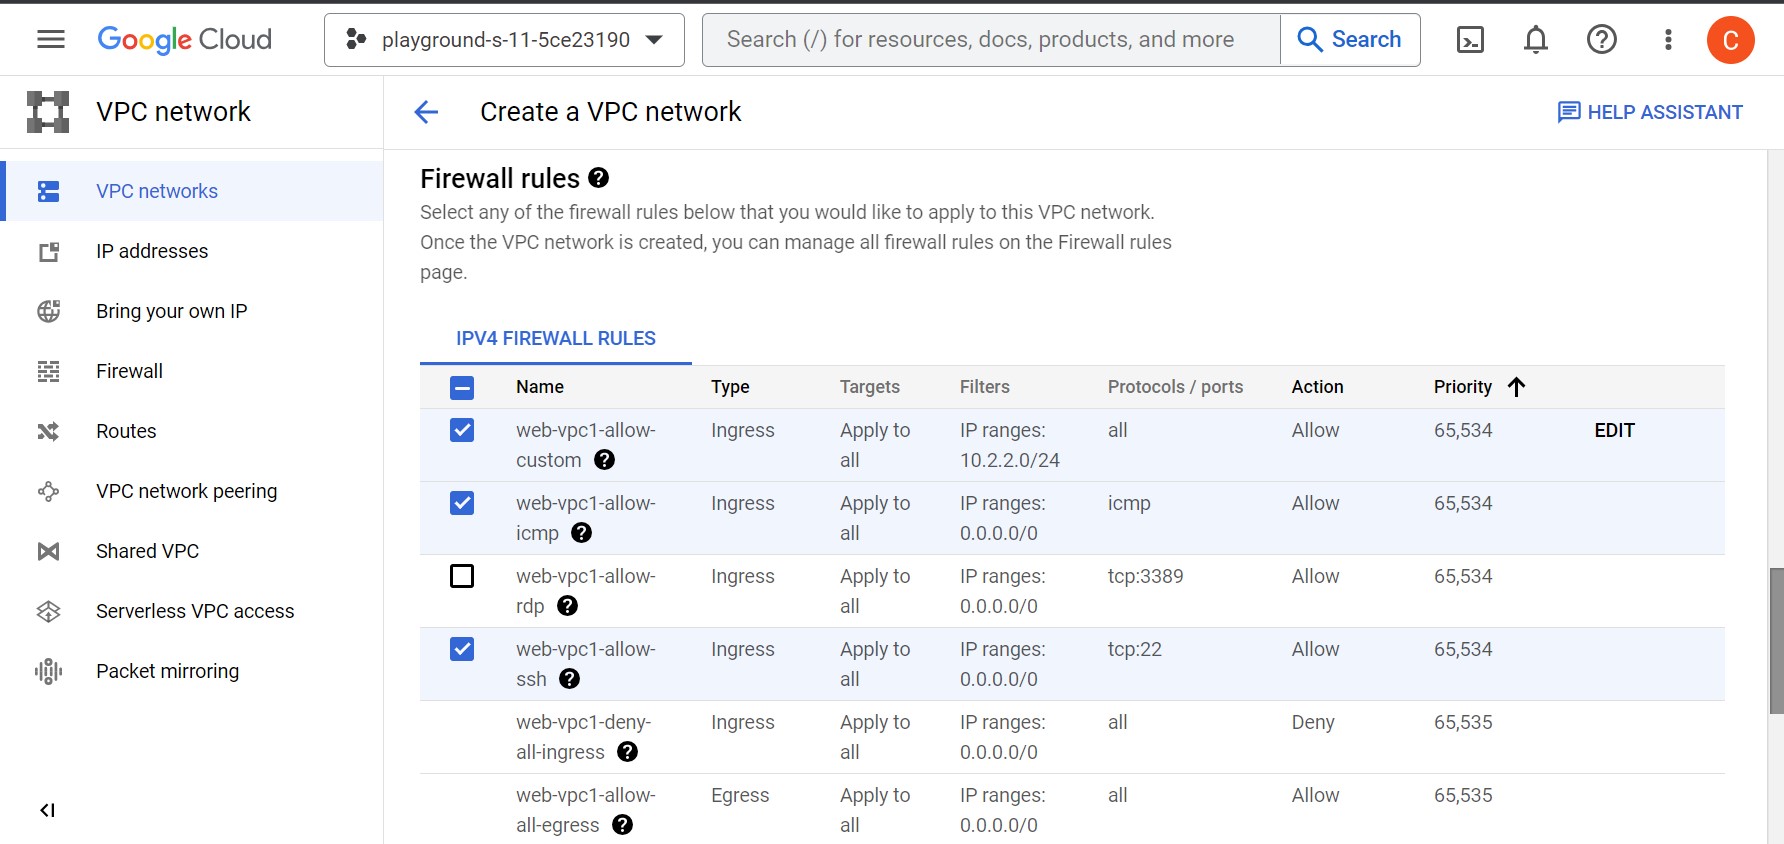 Google Cloud
playground-s-11-5ce23190
Search (/) for resources, docs, products, and more
Search
C
VPC network
Create a VPC network
HELP ASSISTANT
VPC networks
IP addresses
Bring your own IP
Firewall
Routes
VPC network peering
Shared VPC
Serverless VPC access
Packet mirroring
Firewall rules
Select any of the firewall rules below that you would like to apply to this VPC network.
Once the VPC network is created, you can manage all firewall rules on the Firewall rules
page.
IPV4 FIREWALL RULES
Name Type Targets Filters Protocols / ports Action Priority
web-vpc1-allow- Ingress Apply to IP ranges: all Allow 65,534 EDIT
custom all 10.2.2.0/24
web-vpc1-allow- Ingress Apply to IP ranges: icmp Allow 65,534
icmp all 0.0.0.0/0
web-vpc1-allow- Ingress Apply to IP ranges: tcp:3389 Allow 65,534
rdp all 0.0.0.0/0
web-vpc1-allow- Ingress Apply to IP ranges: tcp:22 Allow 65,534
ssh all 0.0.0.0/0
web-vpc1-deny- Ingress Apply to IP ranges: all Deny 65,535
all-ingress all 0.0.0.0/0
web-vpc1-allow- Egress Apply to IP ranges: all Allow 65,535
all-egress all 0.0.0.0/0